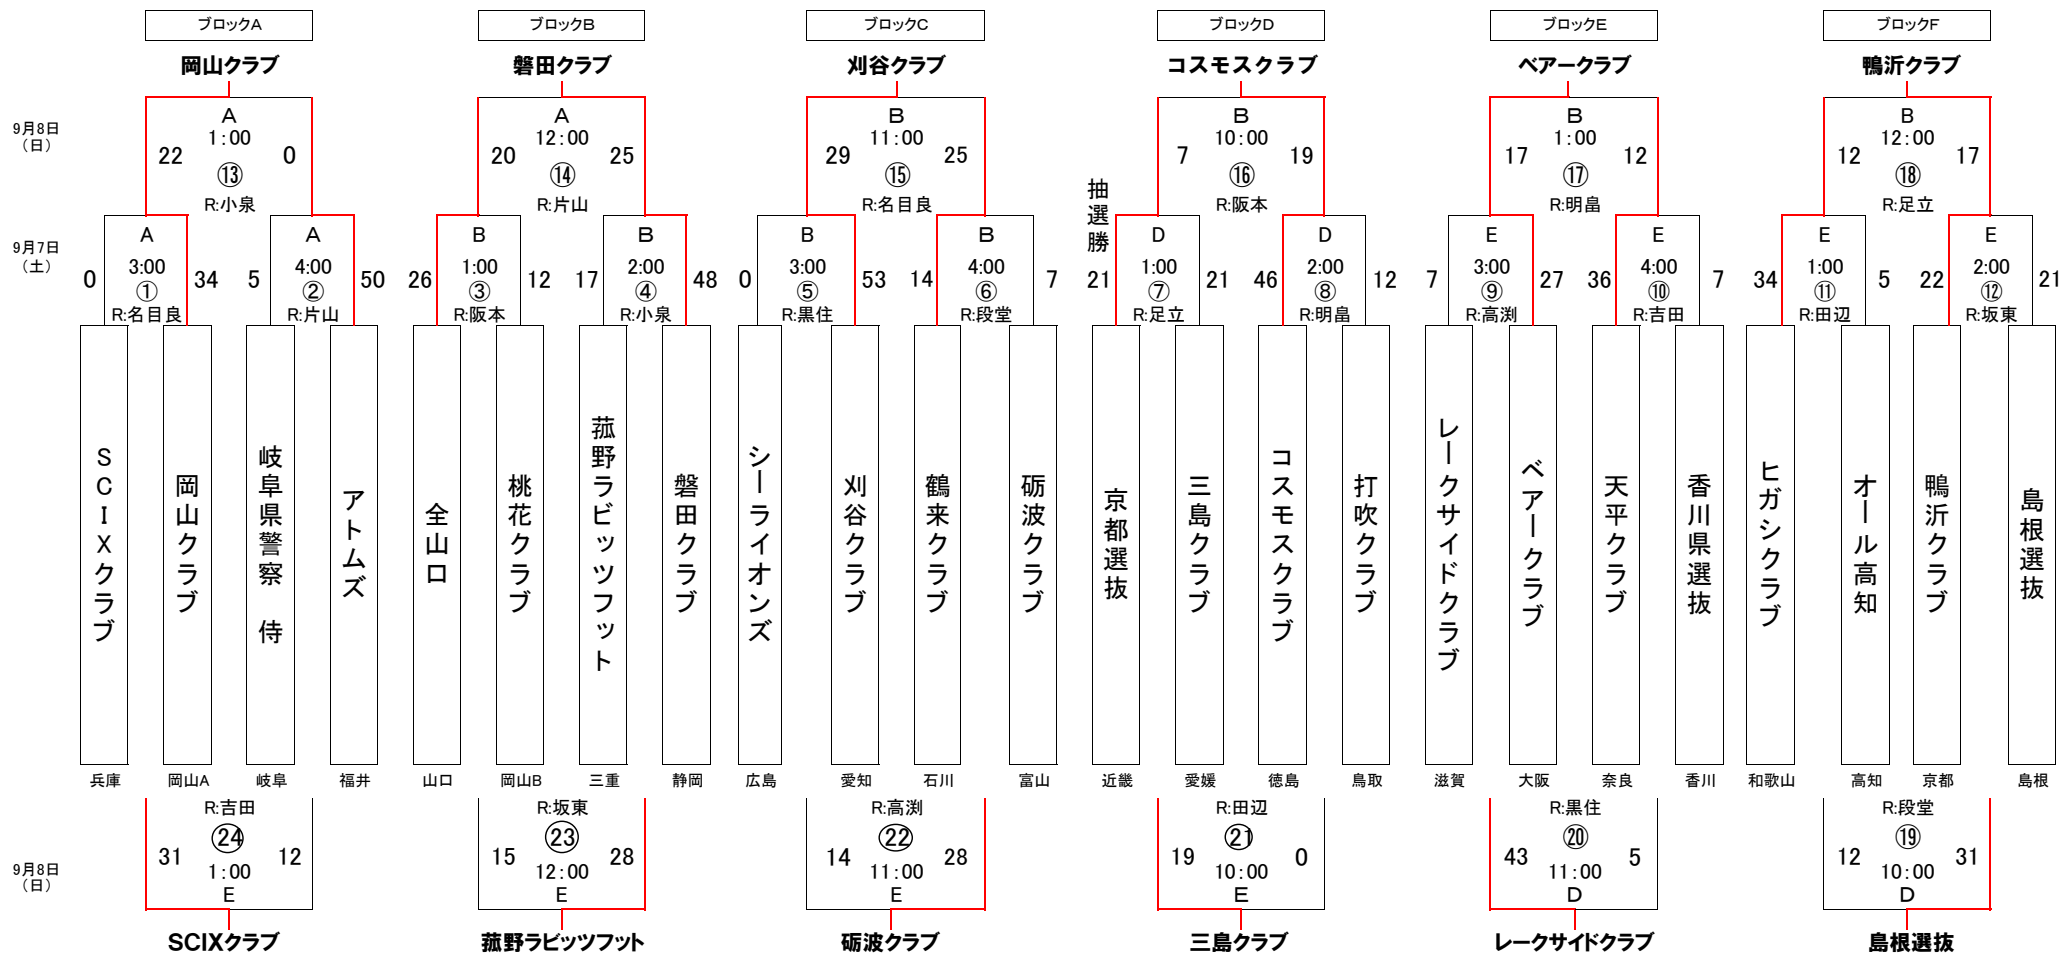 ブロックA ブロックB ブロックC ブロックD ブロックE ブロックF
岡山クラブ 磐田クラブ 刈谷クラブ コスモスクラブ ベアークラブ 鴨沂クラブ
9月8日
（日）
A A B B B B
1：00 12：00 11：00 10：00 1：00 12：00
22 0 20 25 29 25 7 19 17 12 12 17
⑬ ⑭ ⑮ ⑯ ⑰ ⑱
R:小泉 R:片山 R:名目良 R:阪本 R:明畠 R:足立
抽選勝
9月7日
（土）
A A B B B B D D E E E E
3:00 4:00 1:00 2:00 3:00 4:00 1:00 2:00 3:00 4:00 1:00 2:00
0 34 5 50 26 12 17 48 0 53 14 7 21 21 46 12 7 27 36 7 34 5 22 21
① ② ③ ④ ⑤ ⑥ ⑦ ⑧ ⑨ ⑩ ⑪ ⑫
R:名目良 R:片山 R:阪本 R:小泉 R:黒住 R:段堂 R:足立 R:明畠 R:高渕 R:吉田 R:田辺 R:坂東
SCIXクラブ
岡山クラブ
岐阜県警察　侍
アトムズ
全山口
桃花クラブ
菰野ラビッツフット
磐田クラブ
シーライオンズ
刈谷クラブ
鶴来クラブ
砺波クラブ
京都選抜
三島クラブ
コスモスクラブ
打吹クラブ
レークサイドクラブ
ベアークラブ
天平クラブ
香川県選抜
ヒガシクラブ
オール高知
鴨沂クラブ
島根選抜
兵庫 岡山A 岐阜 福井 山口 岡山B 三重 静岡 広島 愛知 石川 富山 近畿 愛媛 徳島 鳥取 滋賀 大阪 奈良 香川 和歌山 高知 京都 島根
R:吉田 R:坂東 R:高渕 R:田辺 R:黒住 R:段堂
㉔ ㉓ ㉒ ㉑ ⑳ ⑲
31 12 15 28 14 28 19 0 43 5 12 31
9月8日
（日）
1：00 12：00 11：00 10：00 11：00 10：00
E E E E D D
SCIXクラブ 菰野ラビッツフット 砺波クラブ 三島クラブ レークサイドクラブ 島根選抜